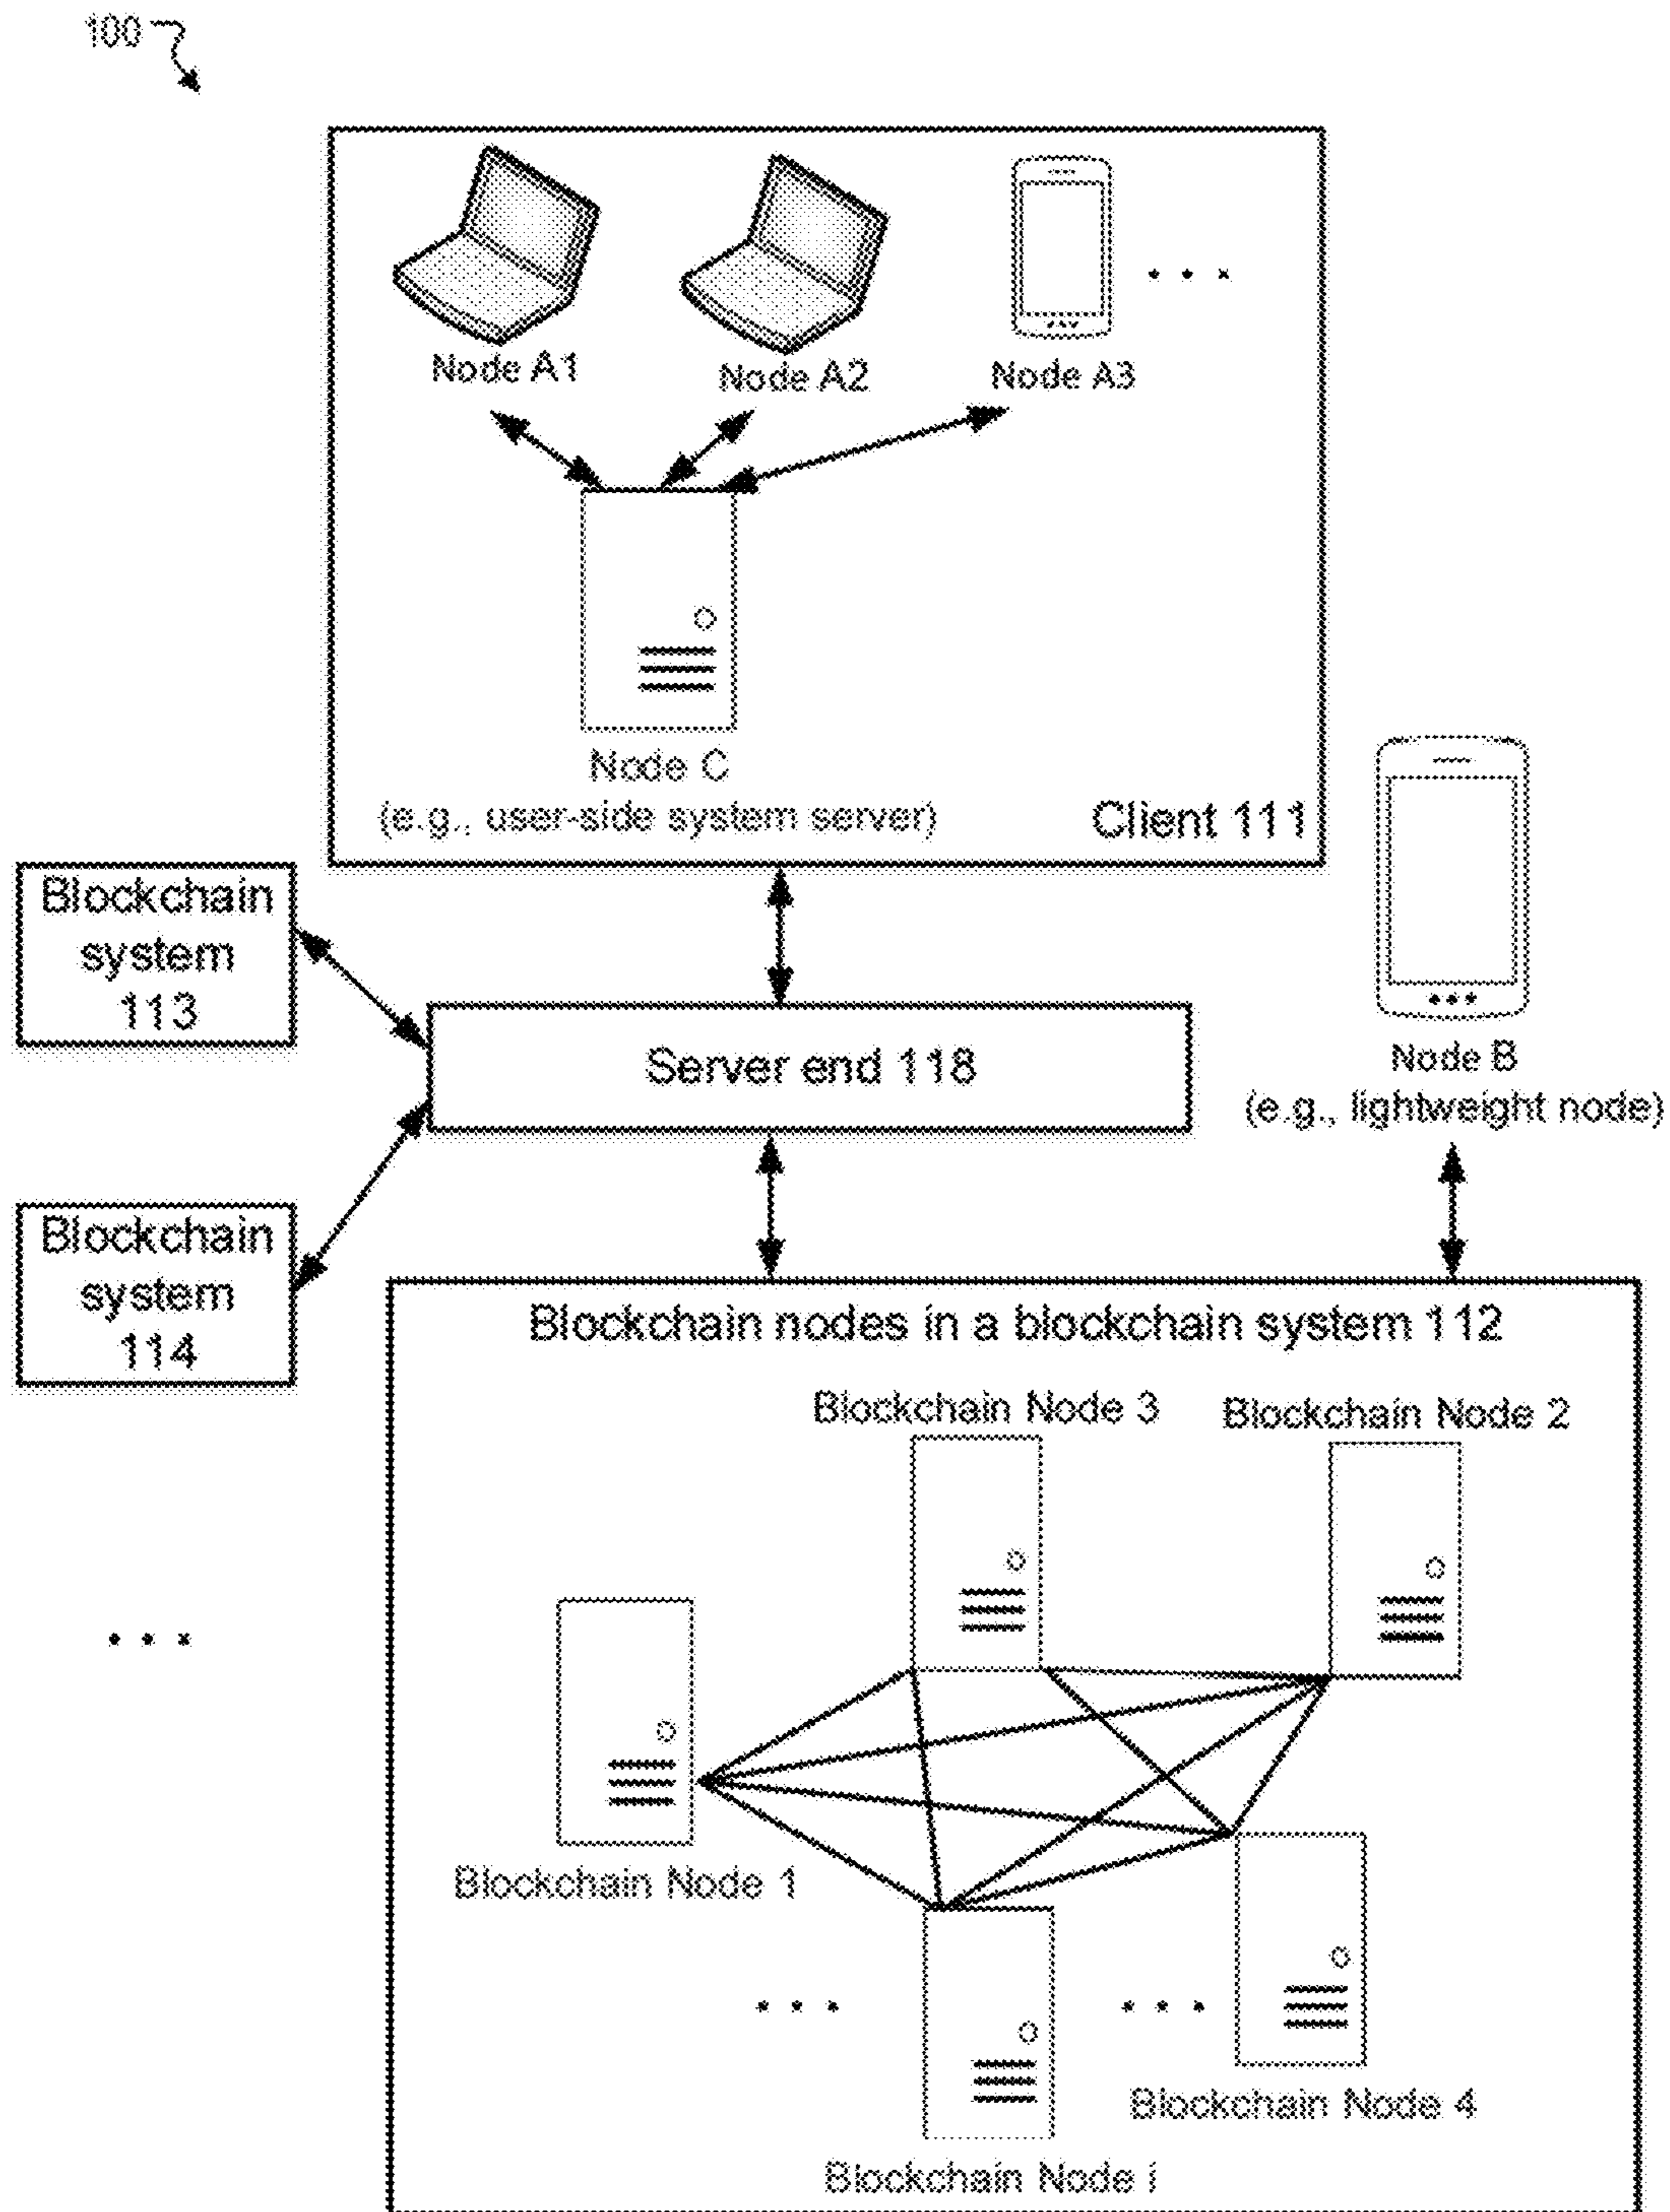 100
Node A1
Node A2
Node A3
Node C
(e.g., user-side system server)
Client 111
Blockchain
system
113
Server end 118
Node B
(e.g., lightweight node)
Blockchain
system
114
Blockchain nodes in a blockchain system 112
Blockchain Node 3
Blockchain Node 2
Blockchain Node 1
Blockchain Node 4
Blockchain Node i